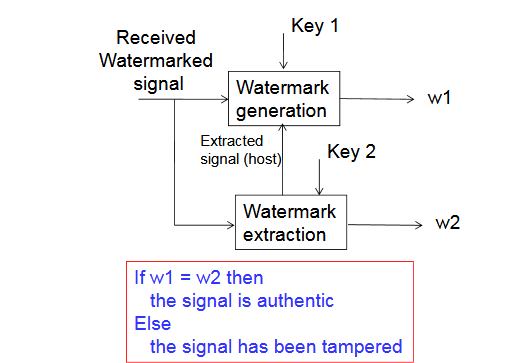 Key 1
Received
Watermarked
signal
Watermark
generation
w1
Extracted
signal (host)
Key 2
Watermark
extraction
w2
If w1 = w2 then
the signal is authentic
Else
the signal has been tampered